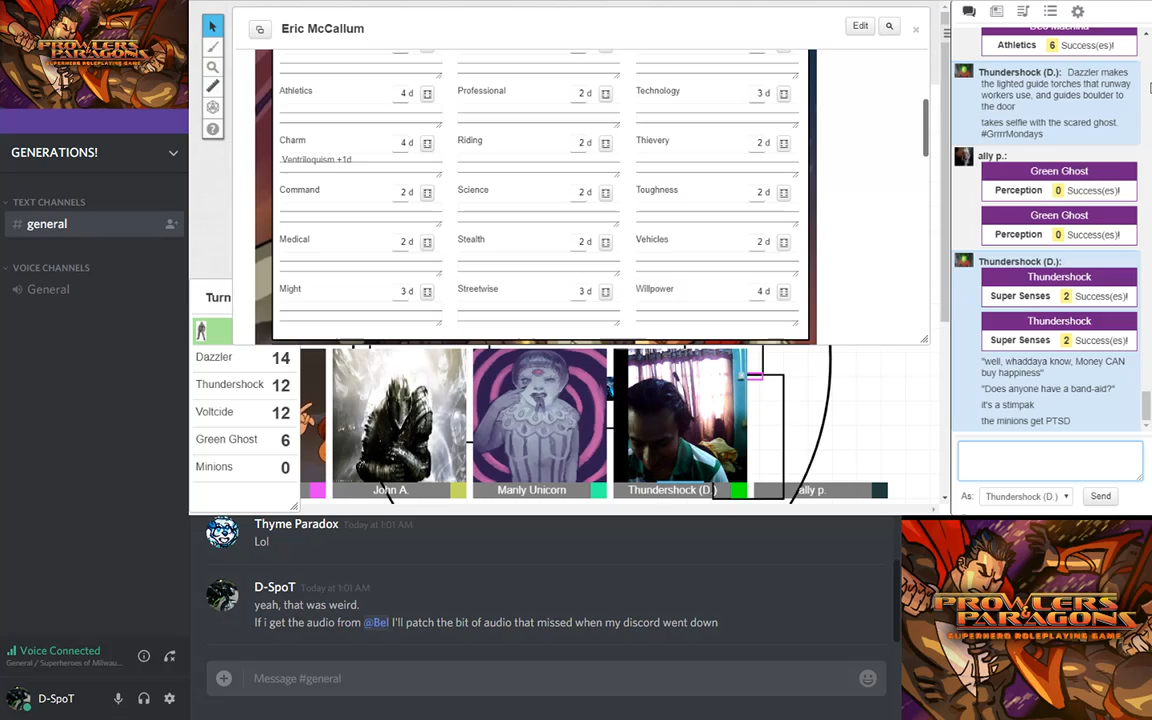 PROWLERS
& PARAGONS
SUPERHERO ROLEPLAYING GAME
GENERATIONS!
TEXT CHANNELS
# general
VOICE CHANNELS
General
Voice Connected
General / Superheroes of Milwau...
D-SpoT
Eric McCallum
Edit
Athletics 4 d
Professional 2 d
Technology 3 d
Charm 4 d
Riding 2 d
Thievery 2 d
Ventriloquism +1d
Command 2 d
Science 2 d
Toughness 2 d
Medical 2 d
Stealth 2 d
Vehicles 2 d
Might 3 d
Streetwise 3 d
Willpower 4 d
Turn
Dazzler 14
Thundershock 12
Voltcide 12
Green Ghost 6
Minions 0
John A.
Manly Unicorn
Thundershock (D.)
ally p.
Athletics 6 Success(es)!
Thundershock (D.): Dazzler makes
the lighted guide torches that runway
workers use, and guides boulder to
the door
takes selfie with the scared ghost.
#GrrrMondays
ally p.:
Green Ghost
Perception 0 Success(es)!
Green Ghost
Perception 0 Success(es)!
Thundershock (D.):
Thundershock
Super Senses 2 Success(es)!
Thundershock
Super Senses 2 Success(es)!
"well, whaddaya know, Money CAN
buy happiness"
"Does anyone have a band-aid?"
it's a stimpak
the minions get PTSD
As: Thundershock (D.)
Send
Thyme Paradox Today at 1:01 AM
Lol
D-SpoT Today at 1:01 AM
yeah, that was weird.
If i get the audio from @Bel I'll patch the bit of audio that missed when my discord went down
Message #general
PROWLERS
& PARAGONS
SUPERHERO ROLEPLAYING GAME